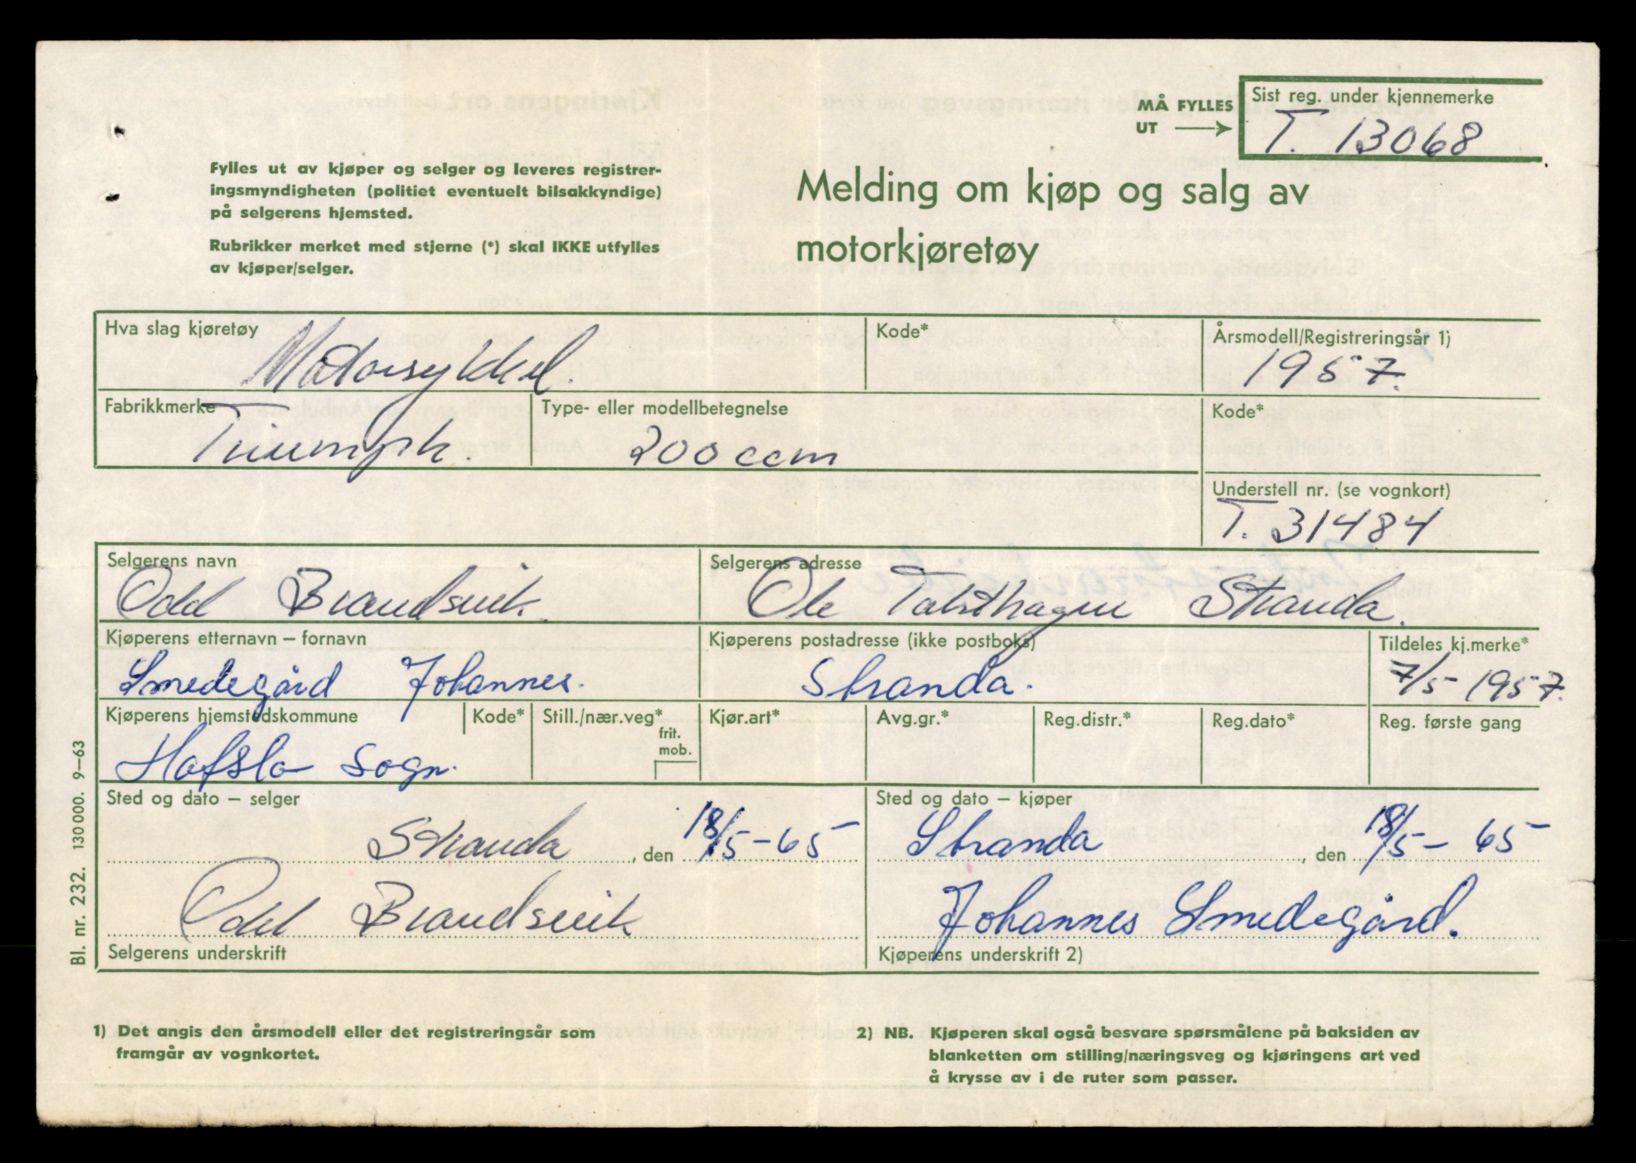 MÅ FYLLES UT →
Sist reg. under kjennemerke
T. 13068
Fylles ut av kjøper og selger og leveres registrer-
ingsmyndigheten (politiet eventuelt bilsakkyndige)
på selgerens hjemsted.
Rubrikker merket med stjerne (*) skal IKKE utfylles
av kjøper/selger.
Melding om kjøp og salg av
motorkjøretøy
Hva slag kjøretøy
Motorsykkel.
Kode*
Årsmodell/Registreringsår 1)
1957.
Fabrikkmerke
Triumph.
Type- eller modellbetegnelse
200 ccm
Kode*
Understell nr. (se vognkort)
T. 31484
Selgerens navn
Odd Brandsvik.
Selgerens adresse
Ole Stranda.
Kjøperens etternavn – fornavn
Smedegård Johannes.
Kjøperens postadresse (ikke postboks)
Stranda.
Tildeles kj.merke*
7/5-1957.
Kjøperens hjemstedskommune
Hafslo Sogn.
Kode*
Still./nær.veg*
frit.
mob.
Kjør.art*
Avg.gr.*
Reg.distr.*
Reg.dato*
Reg. første gang
Sted og dato – selger
Stranda, den 18/5-65
Odd Brandsvik
Selgerens underskrift
Sted og dato – kjøper
Stranda, den 18/5-65
Johannes Smedegård.
Kjøperens underskrift 2)
Bl. nr. 232. 130 000. 9–63
1) Det angis den årsmodell eller det registreringsår som
framgår av vognkortet.
2) NB. Kjøperen skal også besvare spørsmålene på baksiden av
blanketten om stilling/næringsveg og kjøringens art ved
å krysse av i de ruter som passer.